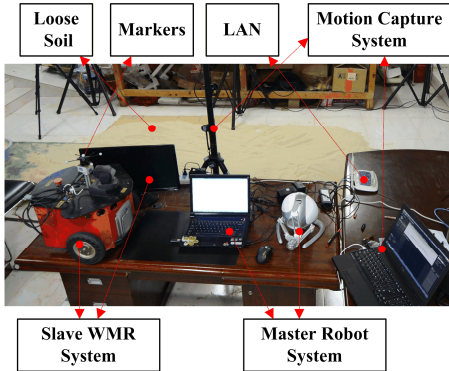 Loose
Soil
Markers
LAN
Motion Capture
System
Slave WMR
System
Master Robot
System